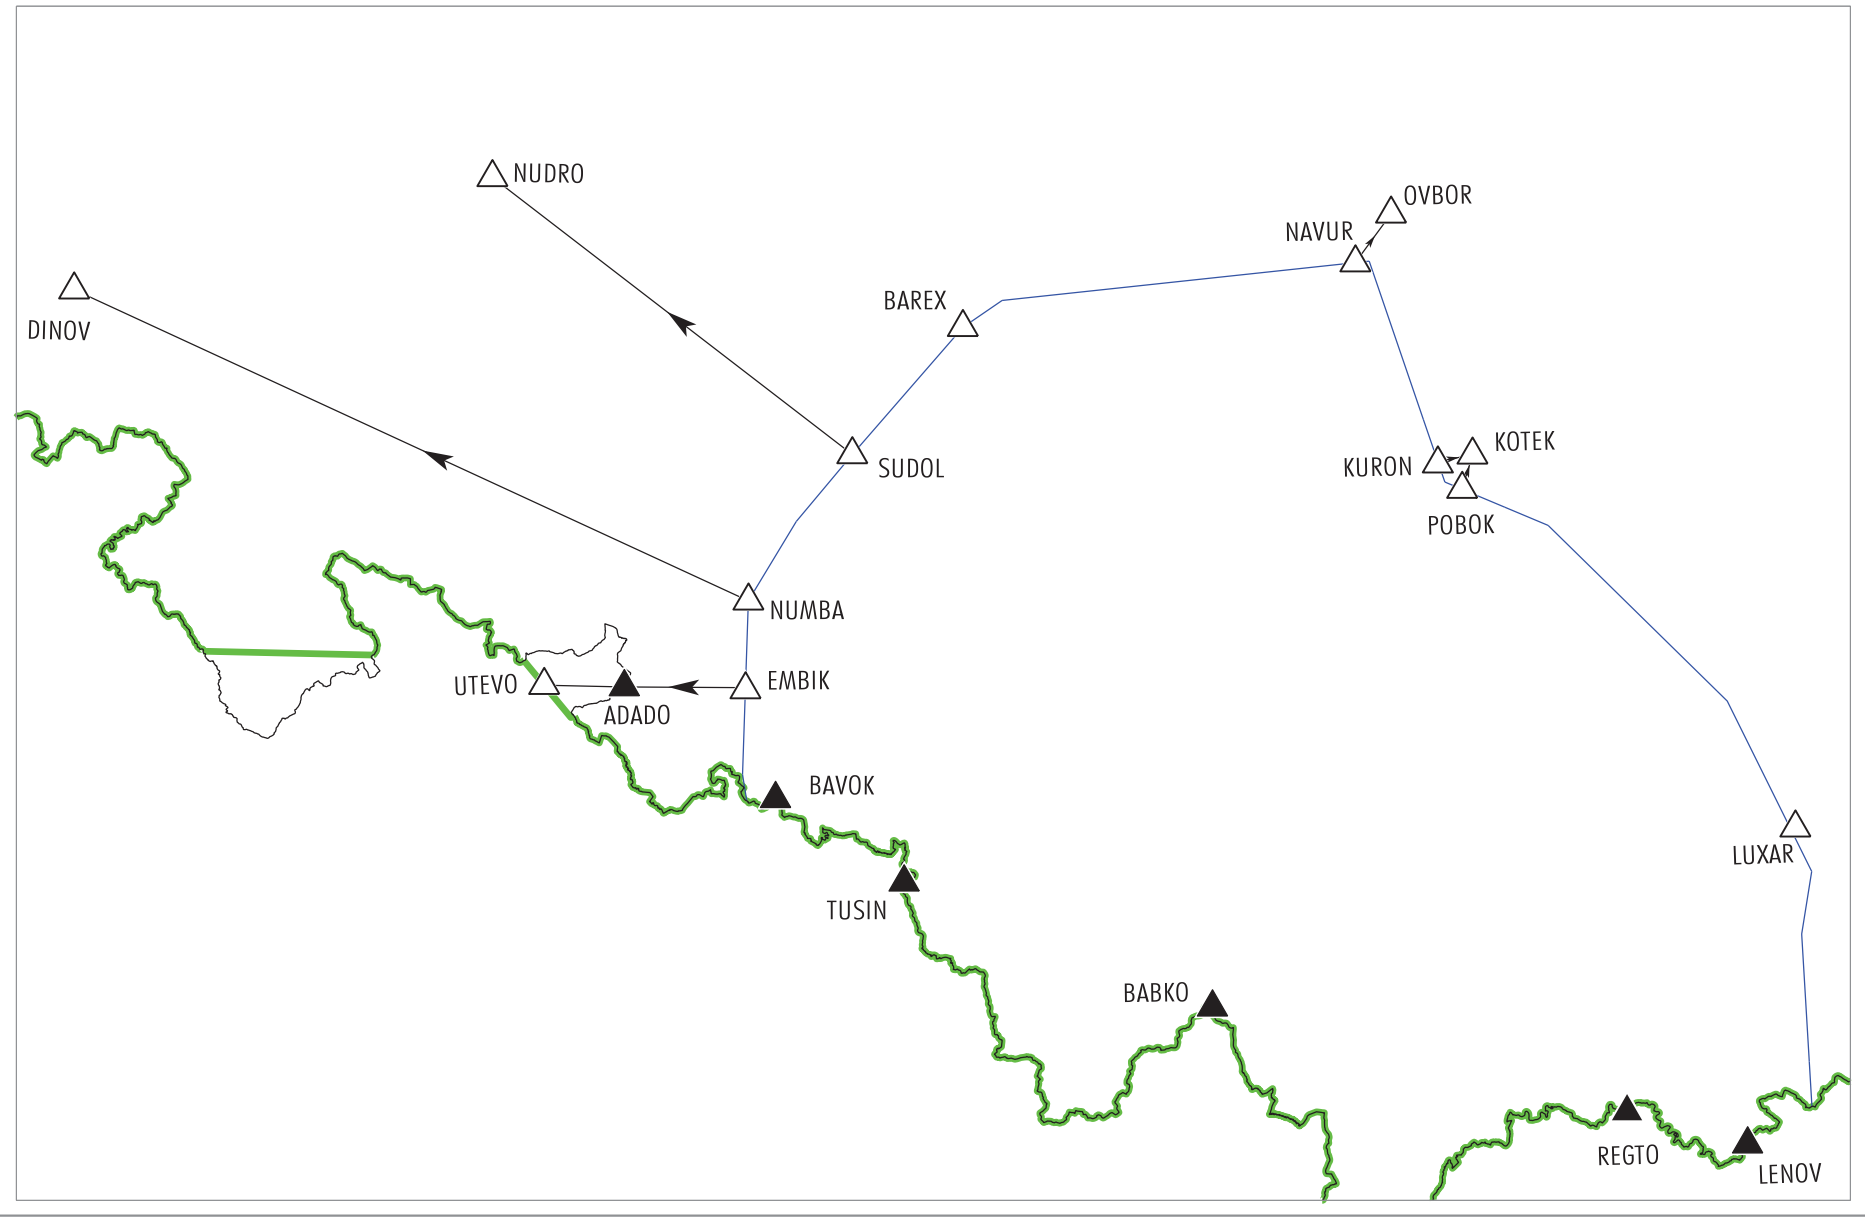 NUDRO
OVBOR
NAVUR
BAREX
DINOV
KOTEK
KURON
SUDOL
POBOK
NUMBA
UTEVO
EMBIK
ADADO
BAVOK
LUXAR
TUSIN
BABKO
REGTO
LENOV